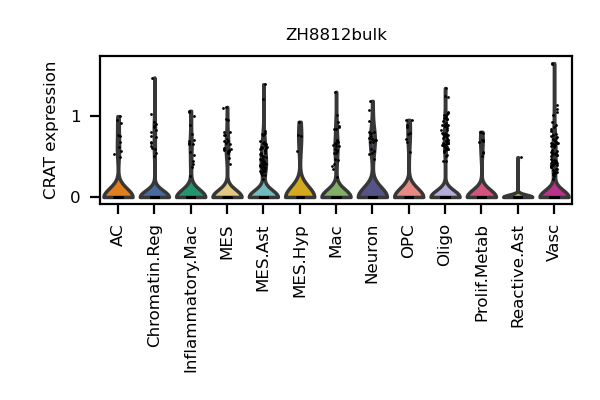 ZH8812bulk
CRAT expression
1
0
AC
Chromatin.Reg
Inflammatory.Mac
MES
MES.Ast
MES.Hyp
Mac
Neuron
OPC
Oligo
Prolif.Metab
Reactive.Ast
Vasc